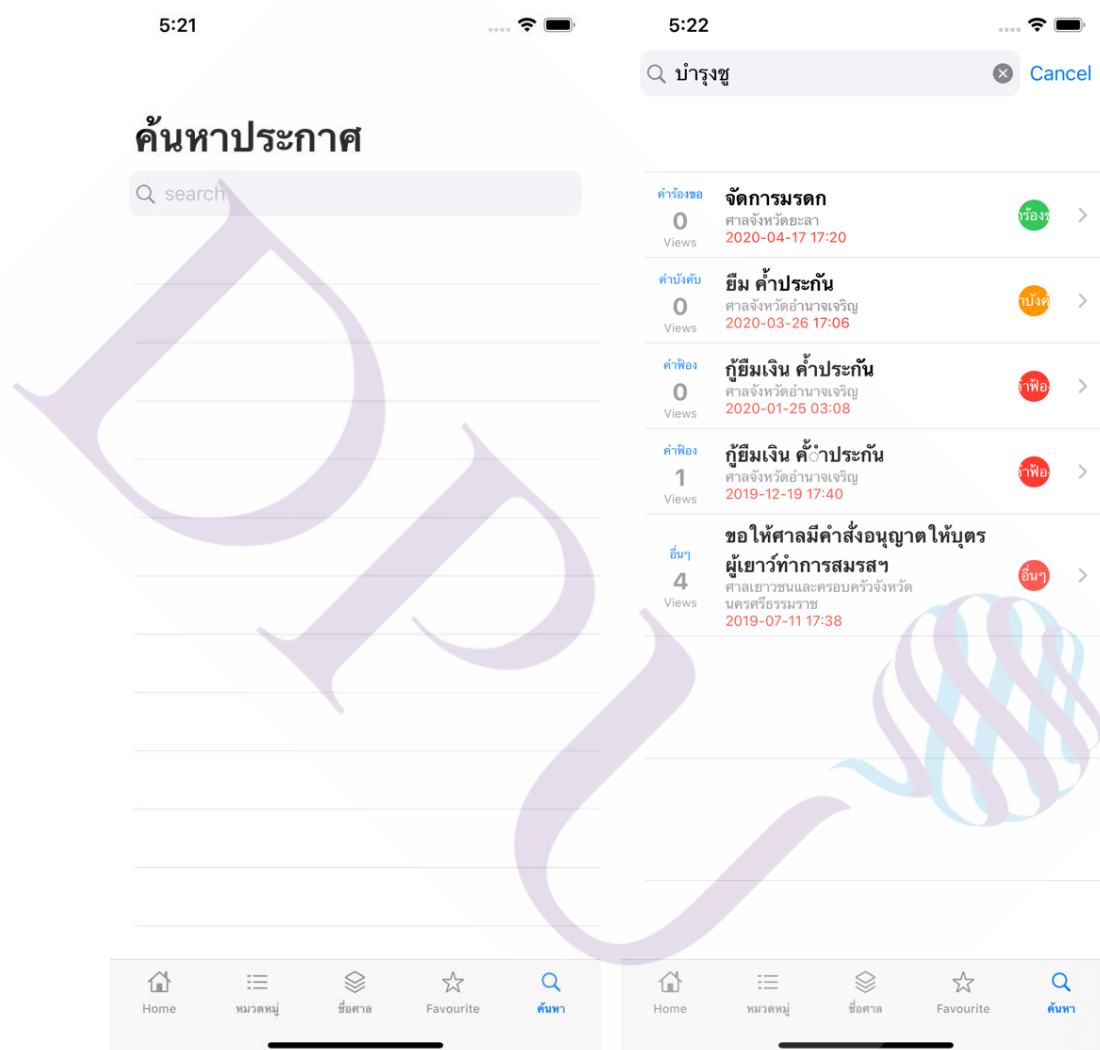 5:21
ค้นหาประกาศ
search
Home
หมวดหมู่
ชื่อศาล
Favourite
ค้นหา
5:22
บำรุงชู
Cancel
คำร้องขอ
0
Views
จัดการมรดก
ศาลจังหวัดยะลา
2020-04-17 17:20
คำบังคับ
0
Views
ยืม ค้ำประกัน
ศาลจังหวัดอำนาจเจริญ
2020-03-26 17:06
คำฟ้อง
0
Views
กู้ยืมเงิน ค้ำประกัน
ศาลจังหวัดอำนาจเจริญ
2020-01-25 03:08
คำฟ้อง
1
Views
กู้ยืมเงิน ค้ำประกัน
ศาลจังหวัดอำนาจเจริญ
2019-12-19 17:40
อื่นๆ
4
Views
ขอให้ศาลมีคำสั่งอนุญาตให้บุตร
ผู้เยาว์ทำการสมรสฯ
ศาลเยาวชนและครอบครัวจังหวัด
นครศรีธรรมราช
2019-07-11 17:38
อื่นๆ
Home
หมวดหมู่
ชื่อศาล
Favourite
ค้นหา
DPU